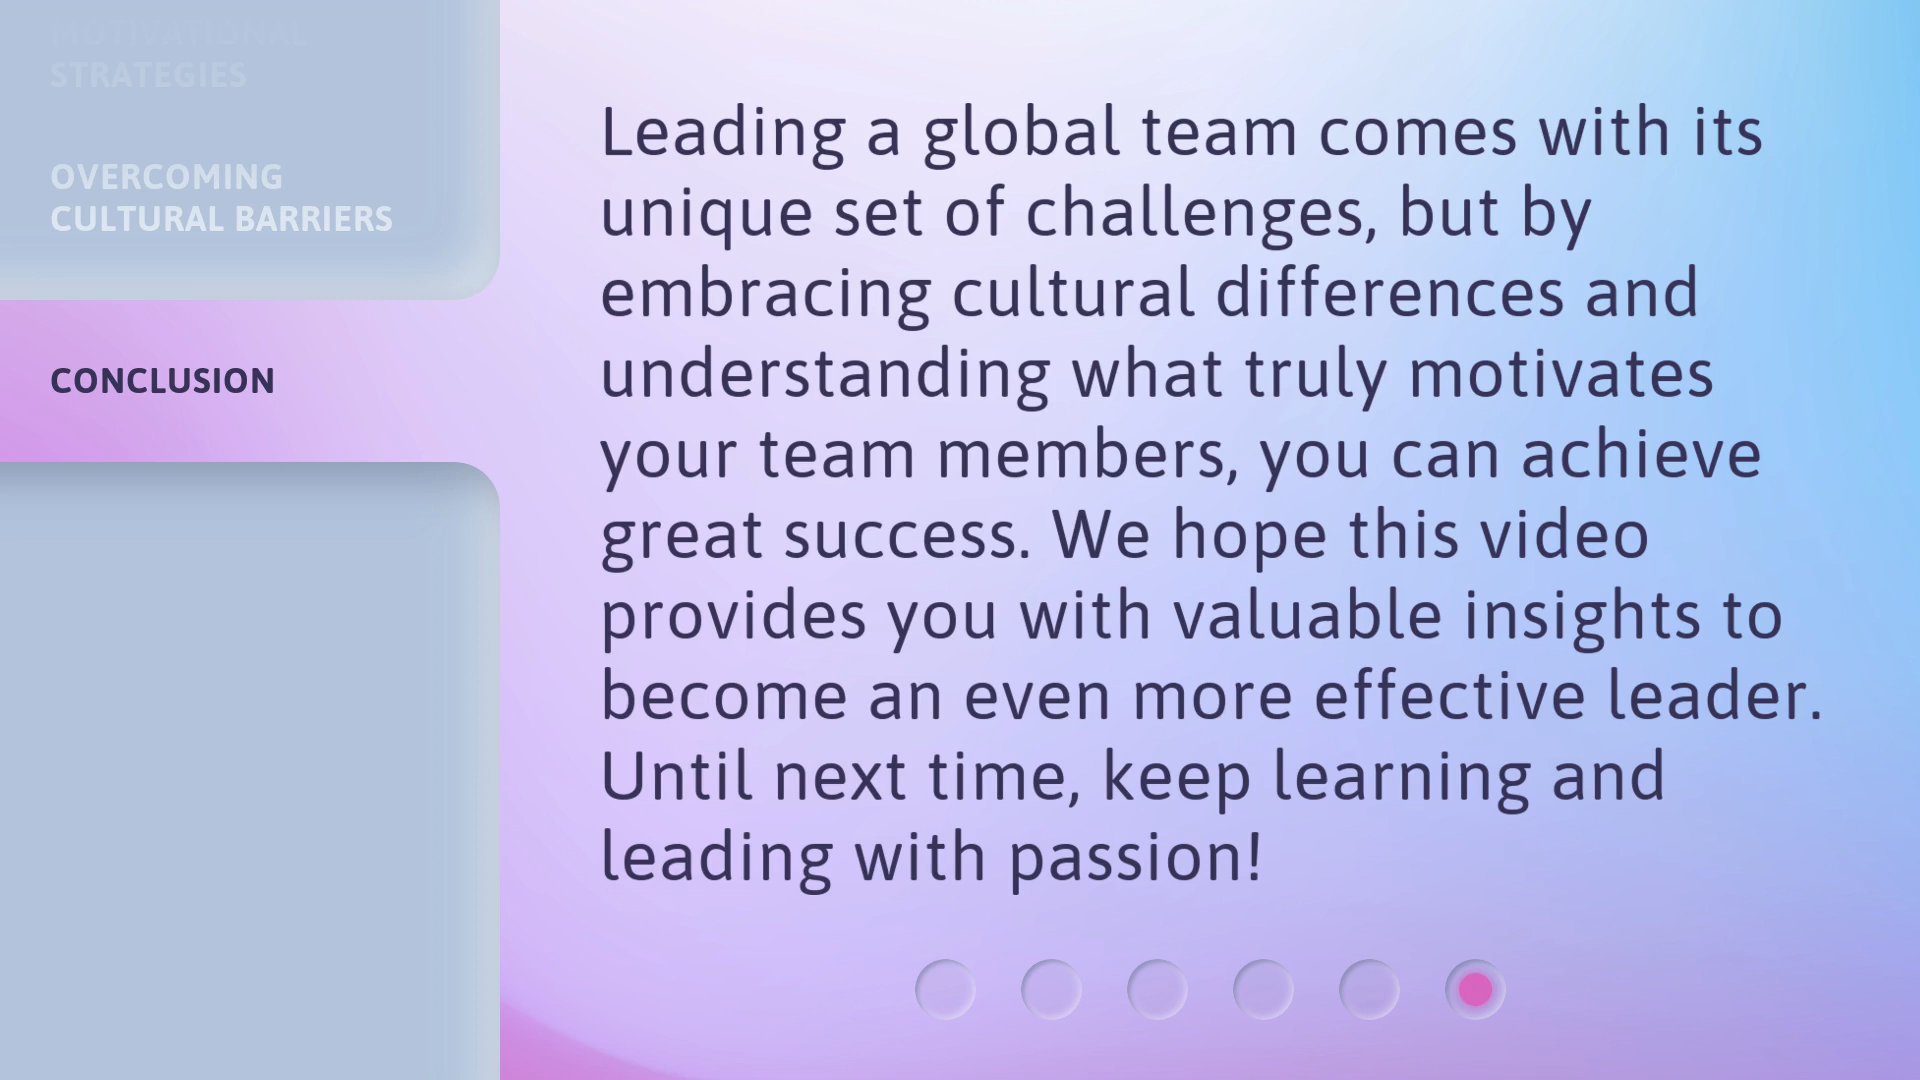 MOTIVATIONAL
STRATEGIES
OVERCOMING
CULTURAL BARRIERS
CONCLUSION
Leading a global team comes with its
unique set of challenges, but by
embracing cultural differences and
understanding what truly motivates
your team members, you can achieve
great success. We hope this video
provides you with valuable insights to
become an even more effective leader.
Until next time, keep learning and
leading with passion!